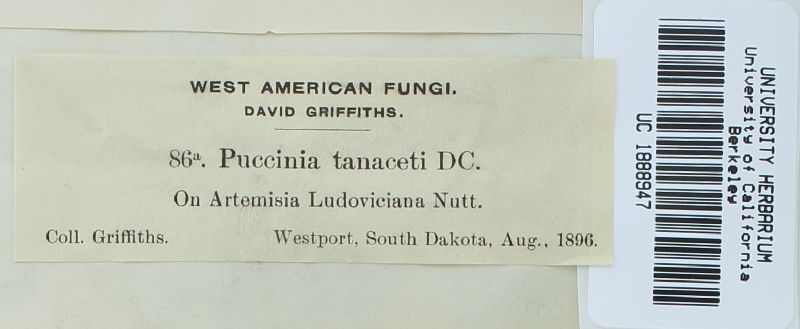 WEST AMERICAN FUNGI.
DAVID GRIFFITHS.
86a. Puccinia tanaceti DC.
On Artemisia Ludoviciana Nutt.
Coll. Griffiths. Westport, South Dakota, Aug., 1896.
UNIVERSITY HERBARIUM
University of California
Berkeley
UC 1888947